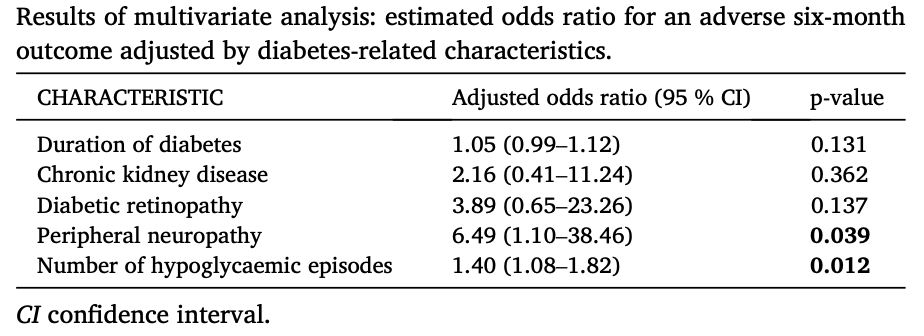 Results of multivariate analysis: estimated odds ratio for an adverse six-month
outcome adjusted by diabetes-related characteristics.
CHARACTERISTIC Adjusted odds ratio (95 % CI) p-value
Duration of diabetes 1.05 (0.99–1.12) 0.131
Chronic kidney disease 2.16 (0.41–11.24) 0.362
Diabetic retinopathy 3.89 (0.65–23.26) 0.137
Peripheral neuropathy 6.49 (1.10–38.46) 0.039
Number of hypoglycaemic episodes 1.40 (1.08–1.82) 0.012
CI confidence interval.